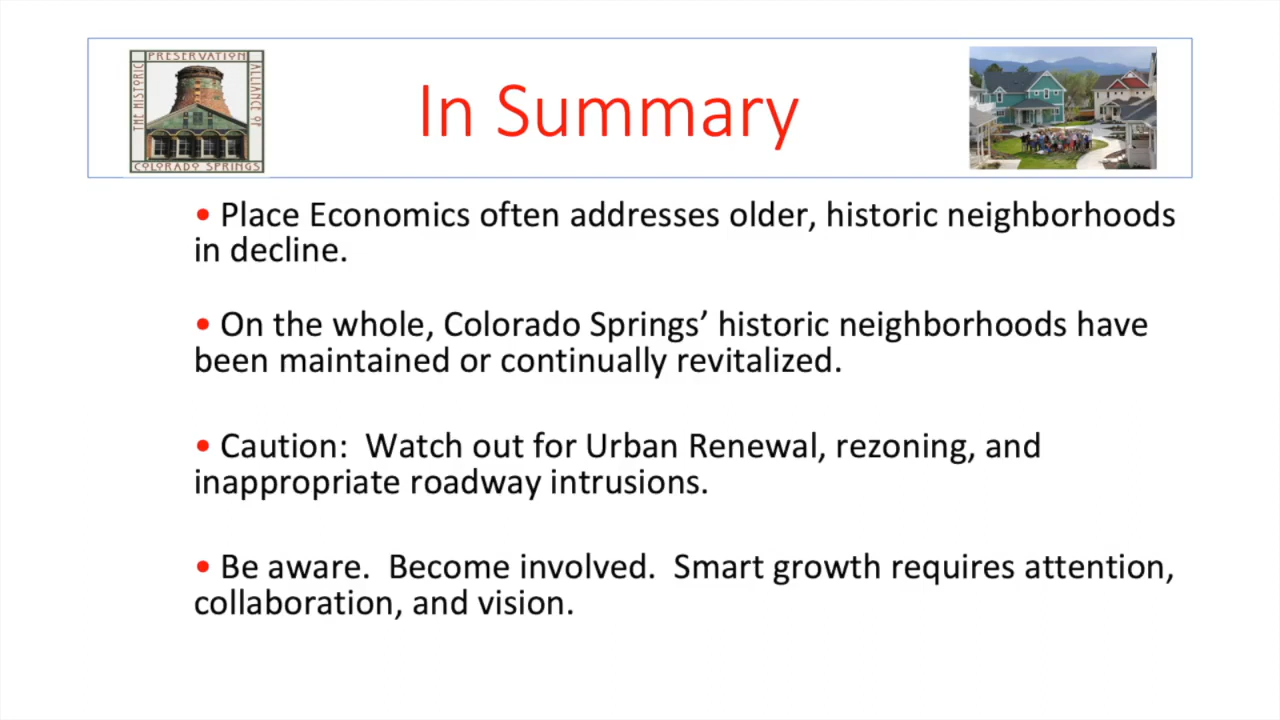 PRESERVATION
THE HISTORIC
ALLIANCE OF
COLORADO SPRINGS
In Summary
• Place Economics often addresses older, historic neighborhoods
in decline.
• On the whole, Colorado Springs’ historic neighborhoods have
been maintained or continually revitalized.
• Caution:  Watch out for Urban Renewal, rezoning, and
inappropriate roadway intrusions.
• Be aware.  Become involved.  Smart growth requires attention,
collaboration, and vision.